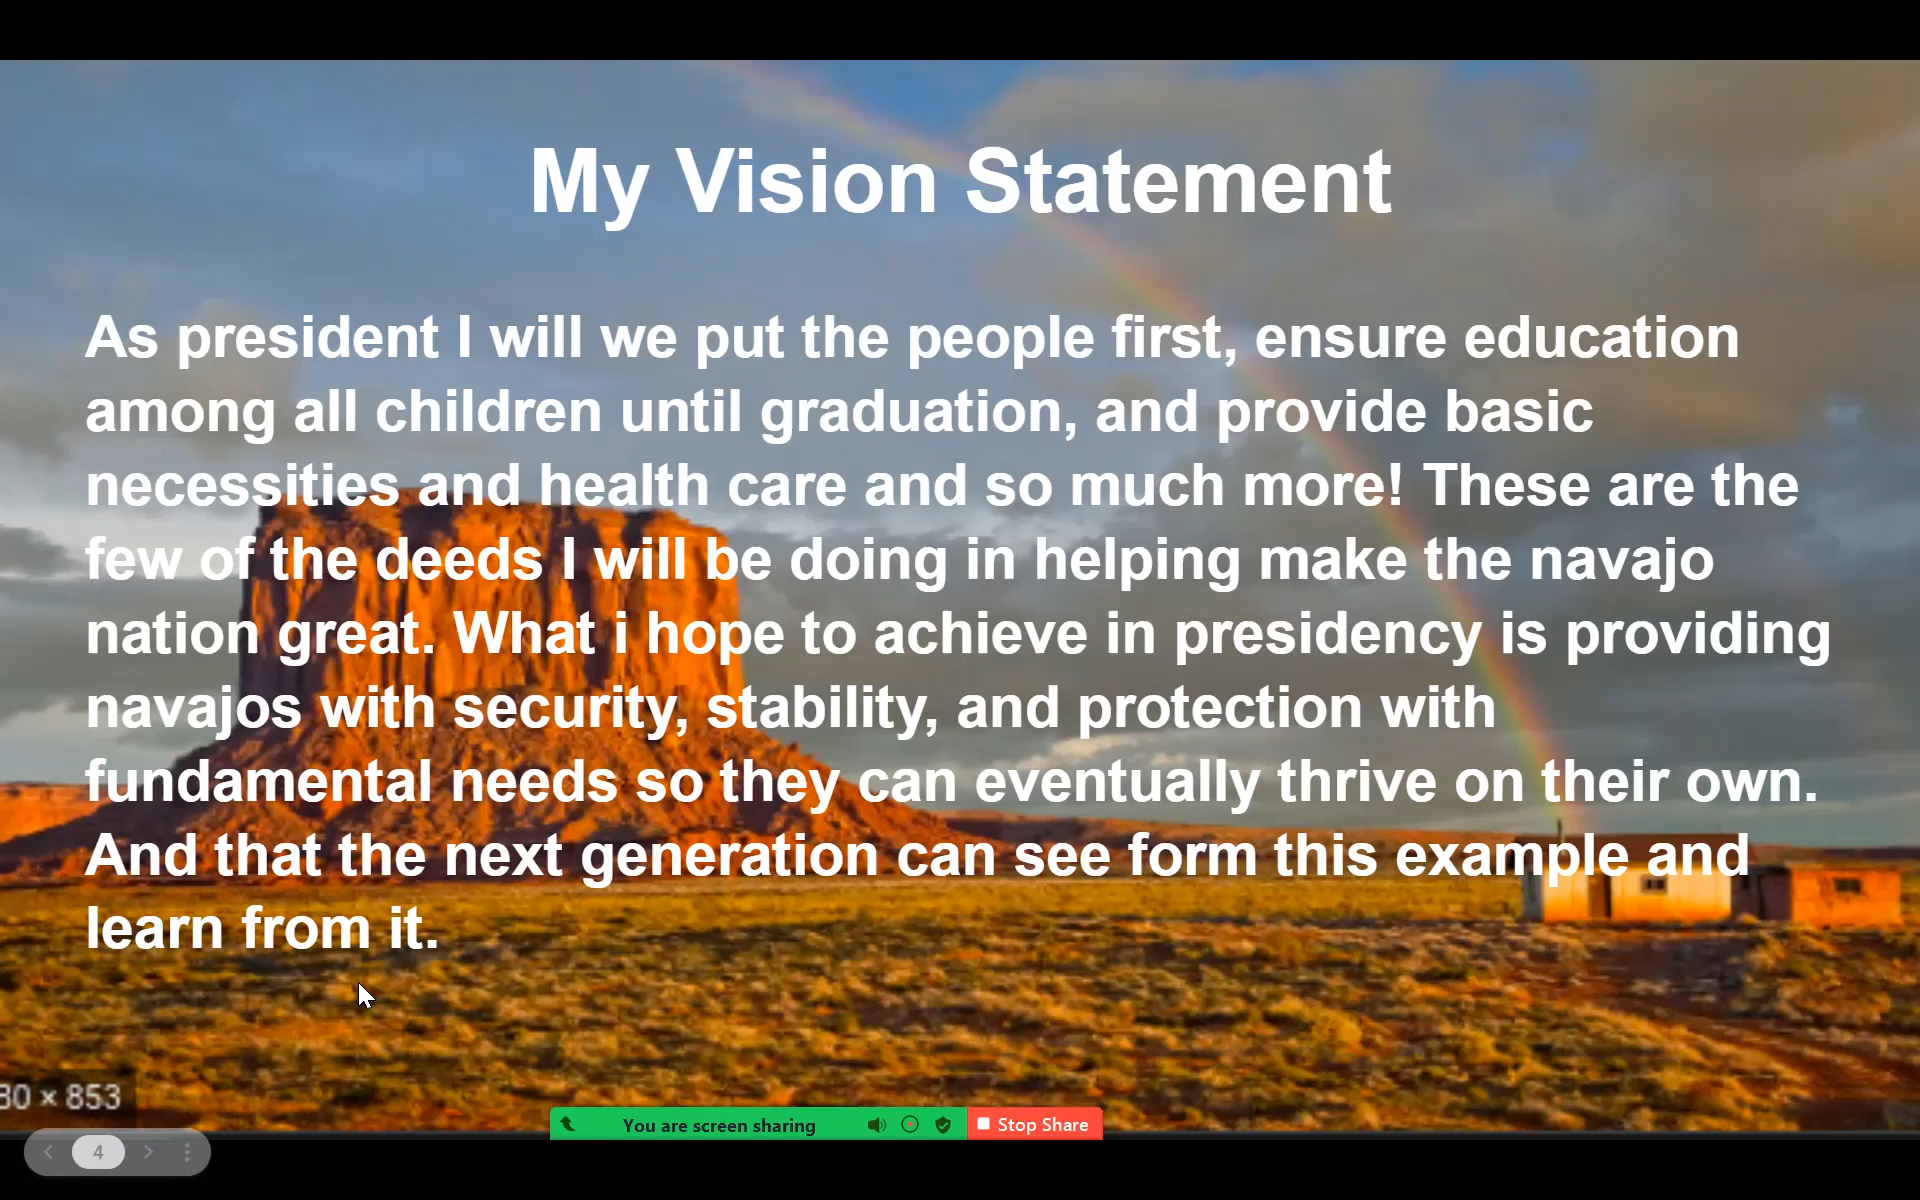 My Vision Statement
As president I will we put the people first, ensure education
among all children until graduation, and provide basic
necessities and health care and so much more! These are the
few of the deeds I will be doing in helping make the navajo
nation great. What i hope to achieve in presidency is providing
navajos with security, stability, and protection with
fundamental needs so they can eventually thrive on their own.
And that the next generation can see form this example and
learn from it.
80 × 853
You are screen sharing
Stop Share
4